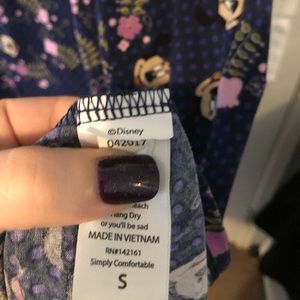 ©Disney
042017
Hang Dry
or you'll be sad
MADE IN VIETNAM
RN#142161
Simply Comfortable
S